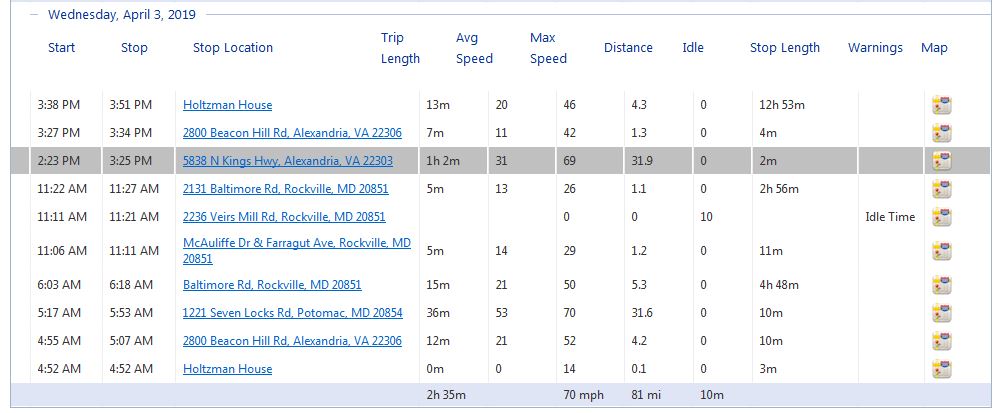 Wednesday, April 3, 2019
Start Stop Stop Location Trip Length Avg Speed Max Speed Distance Idle Stop Length Warnings Map
3:38 PM 3:51 PM Holtzman House 13m 20 46 4.3 0 12h 53m
3:27 PM 3:34 PM 2800 Beacon Hill Rd, Alexandria, VA 22306 7m 11 42 1.3 0 4m
2:23 PM 3:25 PM 5838 N Kings Hwy, Alexandria, VA 22303 1h 2m 31 69 31.9 0 2m
11:22 AM 11:27 AM 2131 Baltimore Rd, Rockville, MD 20851 5m 13 26 1.1 0 2h 56m
11:11 AM 11:21 AM 2236 Veirs Mill Rd, Rockville, MD 20851 0 0 10 Idle Time
11:06 AM 11:11 AM McAuliffe Dr & Farragut Ave, Rockville, MD 20851 5m 14 29 1.2 0 11m
6:03 AM 6:18 AM Baltimore Rd, Rockville, MD 20851 15m 21 50 5.3 0 4h 48m
5:17 AM 5:53 AM 1221 Seven Locks Rd, Potomac, MD 20854 36m 53 70 31.6 0 10m
4:55 AM 5:07 AM 2800 Beacon Hill Rd, Alexandria, VA 22306 12m 21 52 4.2 0 10m
4:52 AM 4:52 AM Holtzman House 0m 0 14 0.1 0 3m
2h 35m 70 mph 81 mi 10m